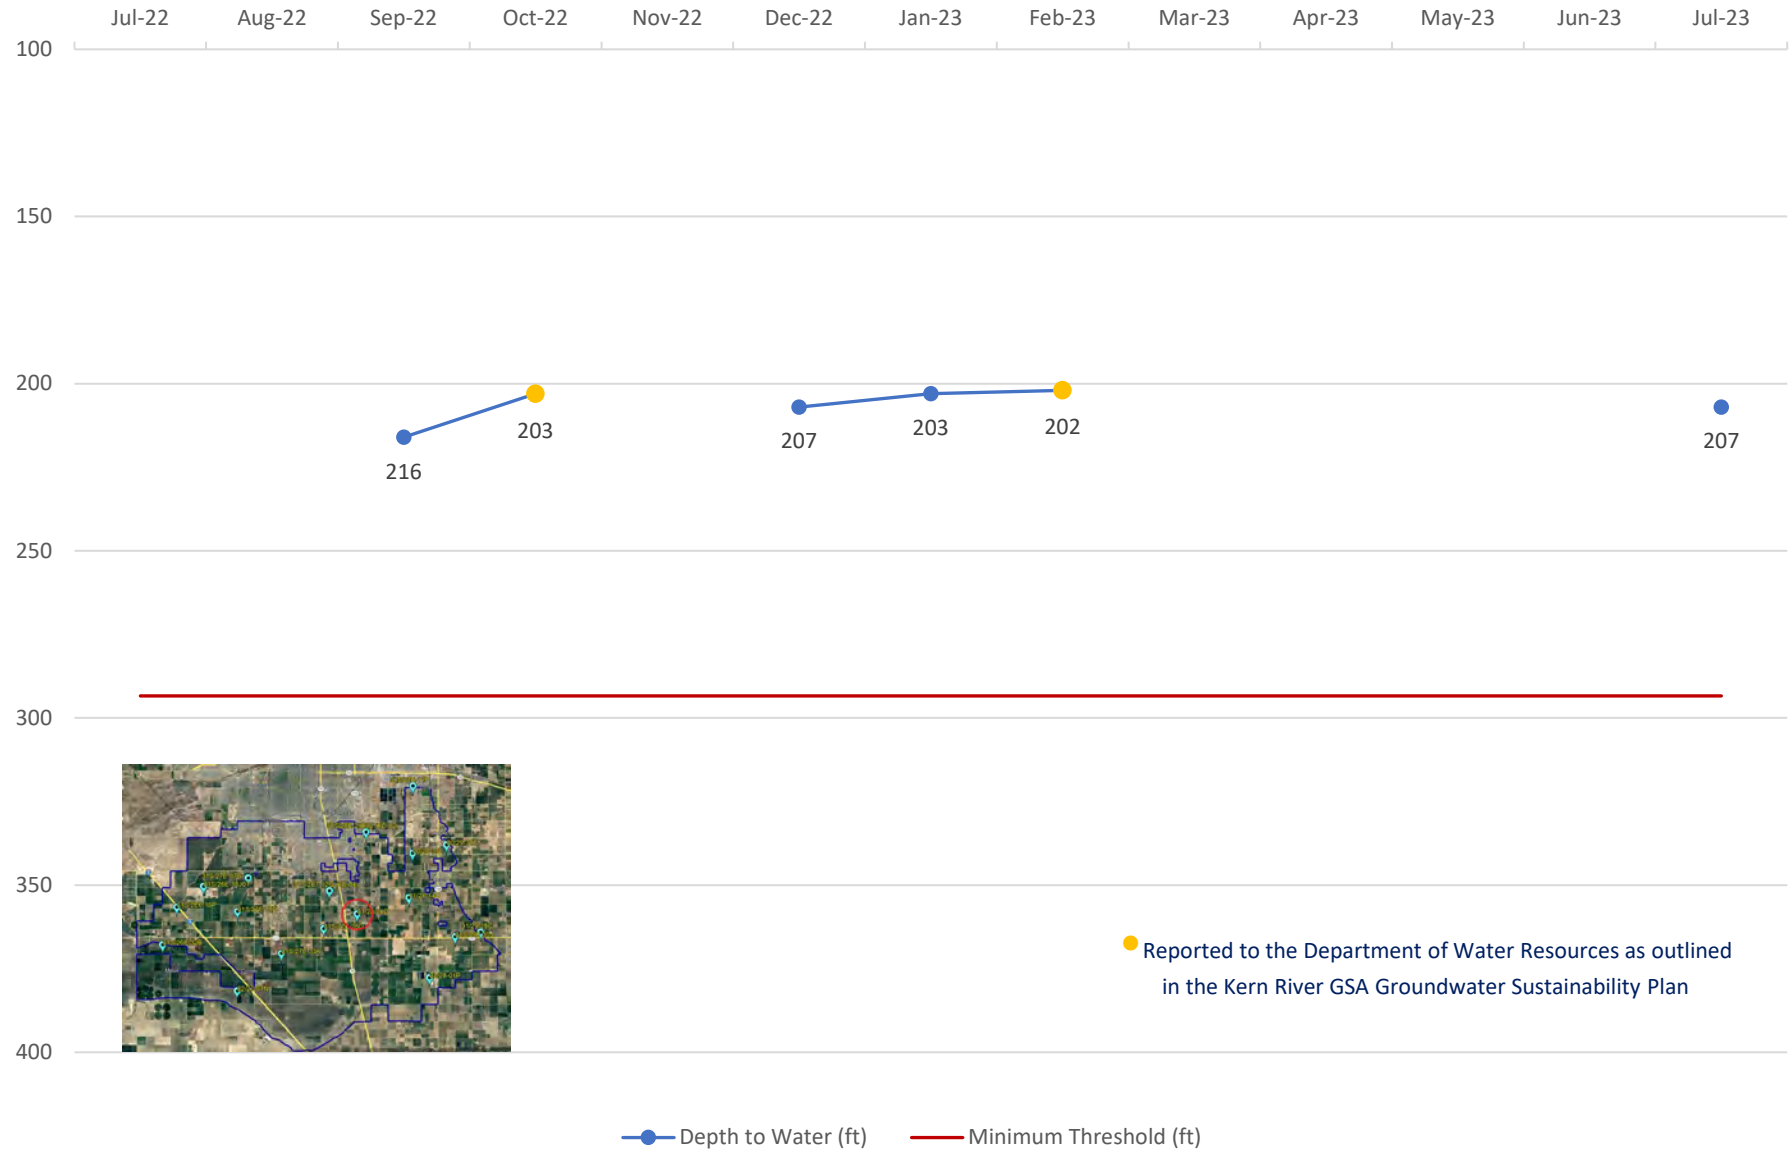 Jul-22 Aug-22 Sep-22 Oct-22 Nov-22 Dec-22 Jan-23 Feb-23 Mar-23 Apr-23 May-23 Jun-23 Jul-23
100
150
200
216 203 207 203 202 207
250
300
350
Reported to the Department of Water Resources as outlined
in the Kern River GSA Groundwater Sustainability Plan
400
Depth to Water (ft) Minimum Threshold (ft)